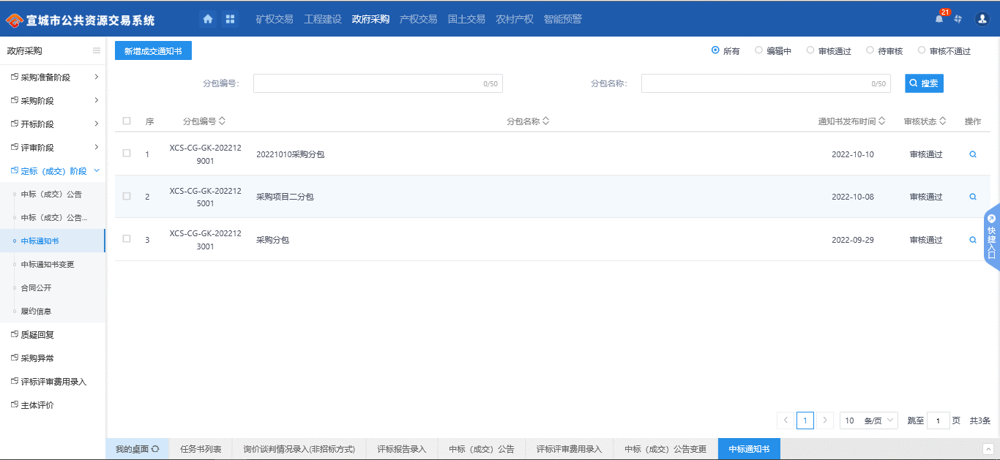 宣城市公共资源交易系统
矿权交易 工程建设 政府采购 产权交易 国土交易 农村产权 智能预警
21
政府采购
采购准备阶段
采购阶段
开标阶段
评审阶段
定标（成交）阶段
中标（成交）公告
中标（成交）公告...
中标通知书
中标通知书变更
合同公开
履约信息
质疑回复
采购异常
评标评审费用录入
主体评价
新增成交通知书
所有 编辑中 审核通过 待审核 审核不通过
分包编号： 0/50 分包名称： 0/50 搜索
序 分包编号 分包名称 通知书发布时间 审核状态 操作
1 XCS-CG-GK-202212 20221010采购分包 2022-10-10 审核通过
9001
2 XCS-CG-GK-202212 采购项目二分包 2022-10-08 审核通过
5001
3 XCS-CG-GK-202212 采购分包 2022-09-29 审核通过
3001
快捷入口
1 10 条/页 跳至 1 页 共3条
我的桌面 任务书列表 询价谈判情况录入(非招标方式) 评标报告录入 中标（成交）公告 评标评审费用录入 中标（成交）公告变更 中标通知书